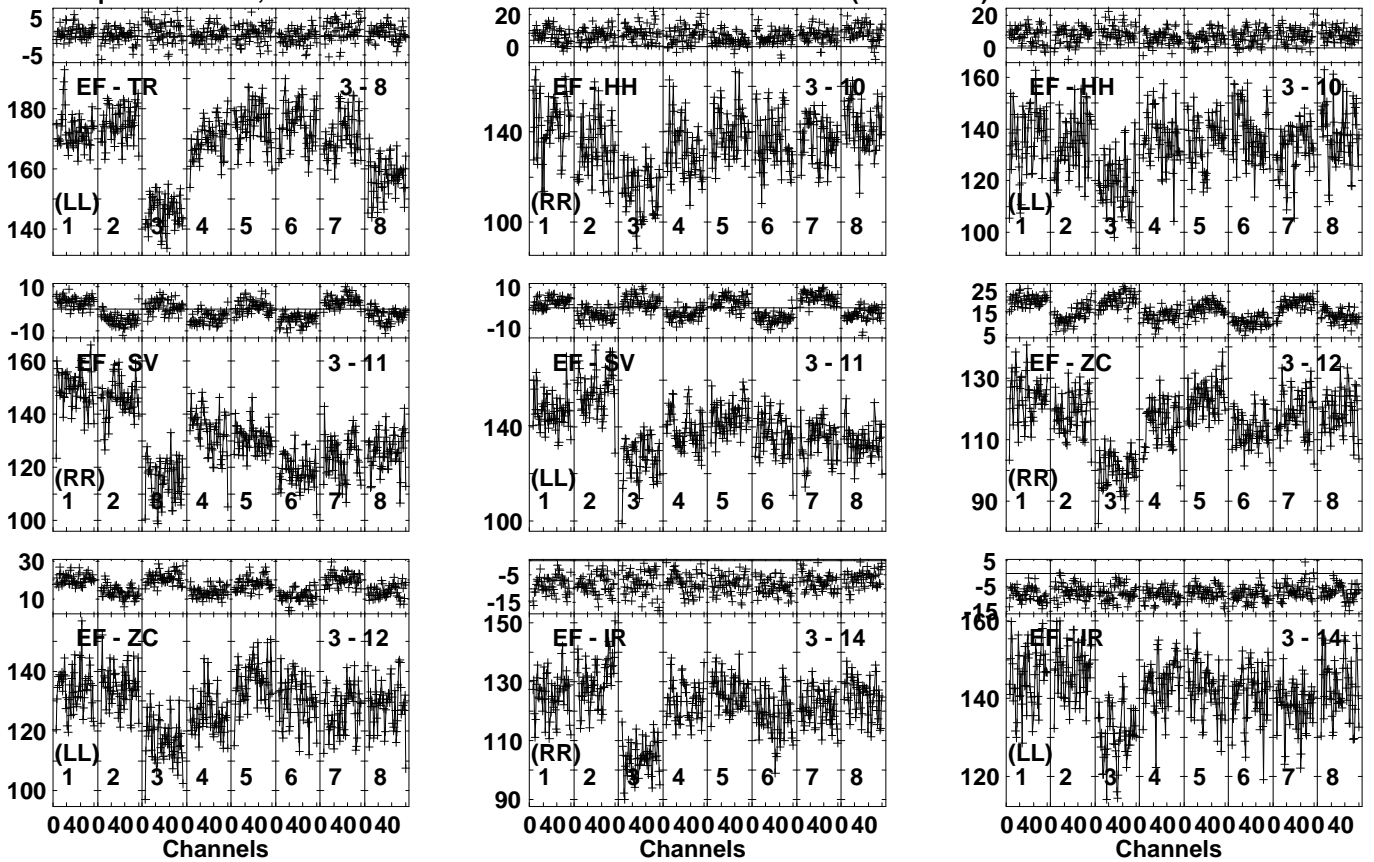 5
-5
EF - TR 3 - 8
180
160
140
(LL)
1 2 3 4 5 6 7 8
20
0
EF - HH 3 - 10
140
100
(RR)
1 2 3 4 5 6 7 8
20
0
EF - HH 3 - 10
160
140
120
100
(LL)
1 2 3 4 5 6 7 8
10
-10
EF - SV 3 - 11
160
140
120
100
(RR)
1 2 3 4 5 6 7 8
10
-10
EF - SV 3 - 11
140
100
(LL)
1 2 3 4 5 6 7 8
25
15
5
EF - ZC 3 - 12
130
110
90
(RR)
1 2 3 4 5 6 7 8
30
10
EF - ZC 3 - 12
140
120
100
(LL)
1 2 3 4 5 6 7 8
0 40 0 40 0 40 0 40 0 40 0 40 0 40 0 40
Channels
-5
-15
EF - IR 3 - 14
150
130
110
90
(RR)
1 2 3 4 5 6 7 8
0 40 0 40 0 40 0 40 0 40 0 40 0 40 0 40
Channels
5
-5
-15
EF - IR 3 - 14
160
140
120
(LL)
1 2 3 4 5 6 7 8
0 40 0 40 0 40 0 40 0 40 0 40 0 40 0 40
Channels